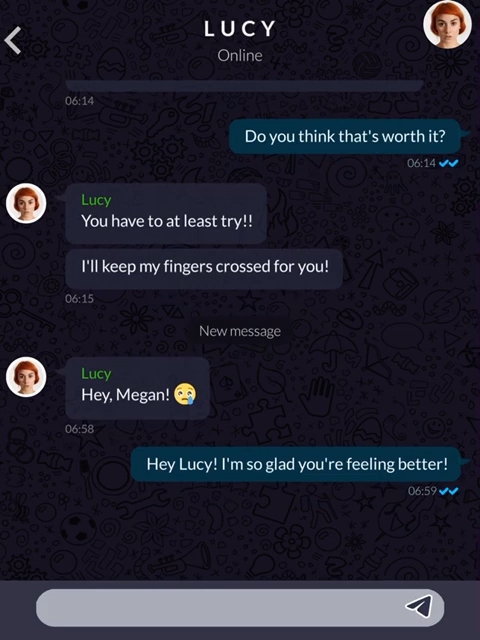 LUCY
Online
06:14
Do you think that's worth it?
06:14
Lucy
You have to at least try!!
I'll keep my fingers crossed for you!
06:15
New message
Lucy
Hey, Megan! 😢
06:58
Hey Lucy! I'm so glad you're feeling better!
06:59